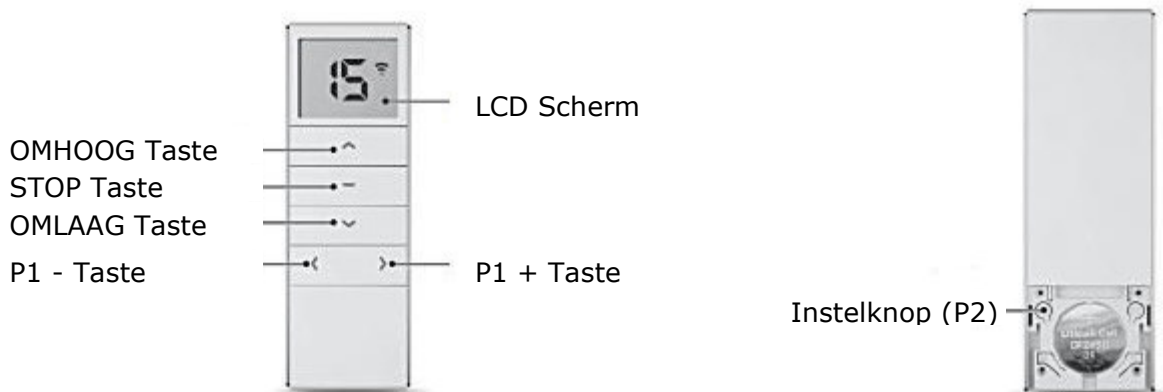 15
LCD Scherm
OMHOOG Taste
STOP Taste
OMLAAG Taste
P1 - Taste
P1 + Taste
Instelknop (P2)